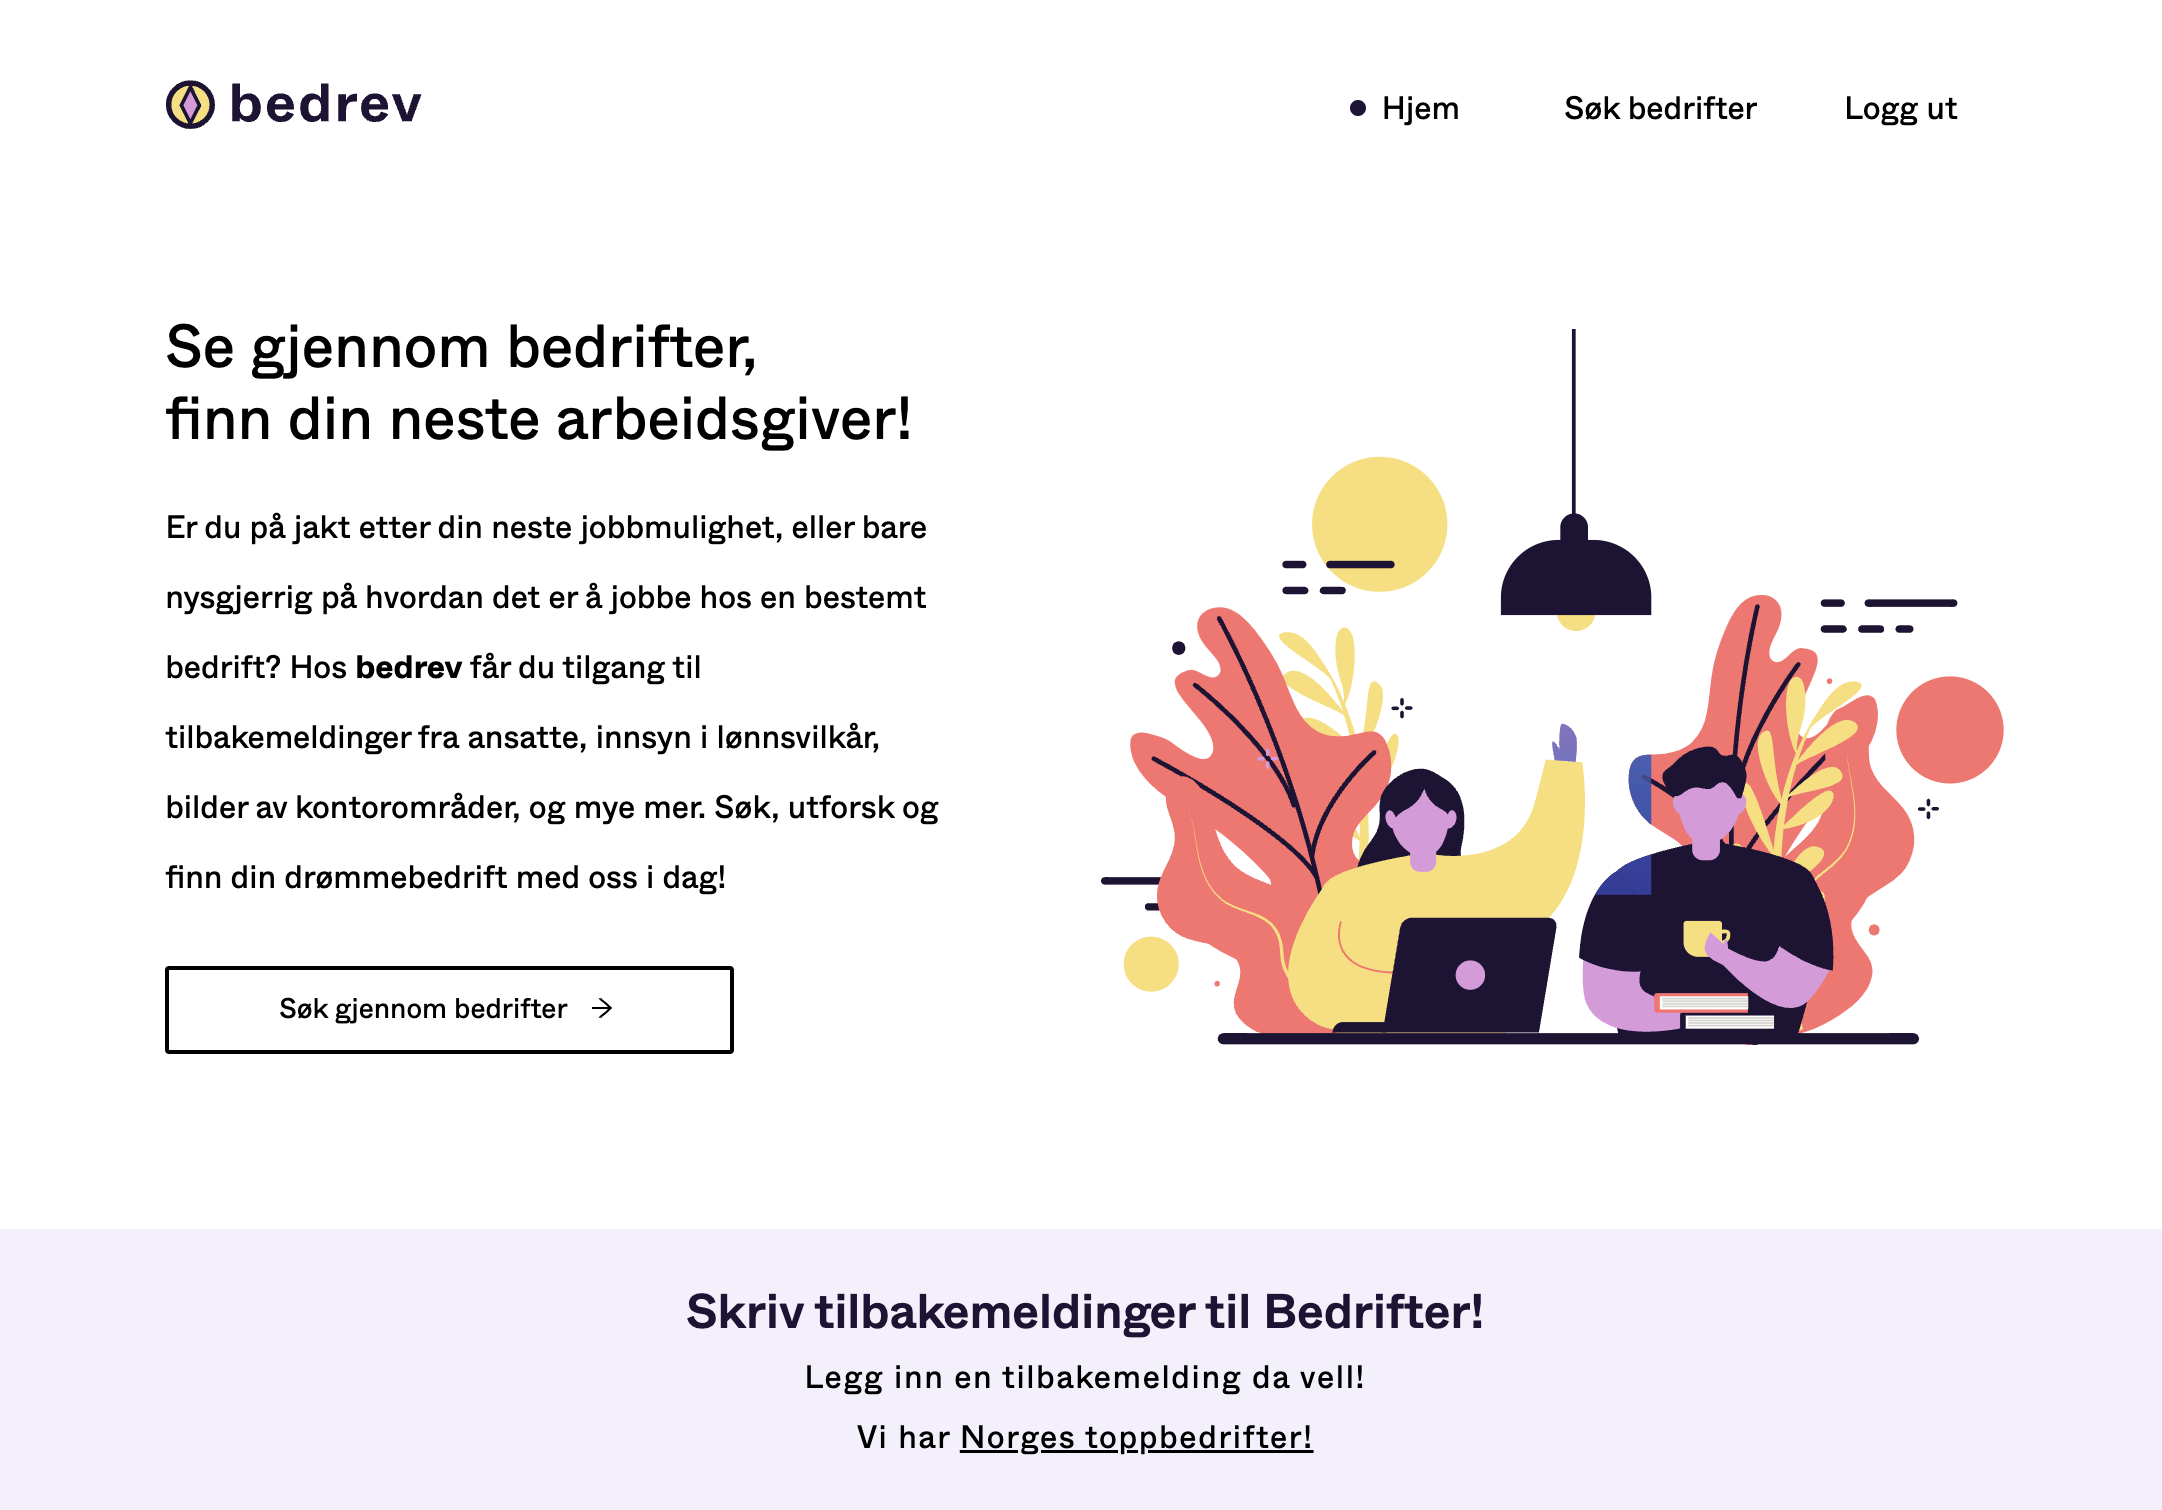 bedrev
Hjem
Søk bedrifter
Logg ut
Se gjennom bedrifter,
finn din neste arbeidsgiver!
Er du på jakt etter din neste jobbmulighet, eller bare
nysgjerrig på hvordan det er å jobbe hos en bestemt
bedrift? Hos bedrev får du tilgang til
tilbakemeldinger fra ansatte, innsyn i lønnsvilkår,
bilder av kontorområder, og mye mer. Søk, utforsk og
finn din drømmebedrift med oss i dag!
Søk gjennom bedrifter →
Skriv tilbakemeldinger til Bedrifter!
Legg inn en tilbakemelding da vell!
Vi har Norges toppbedrifter!